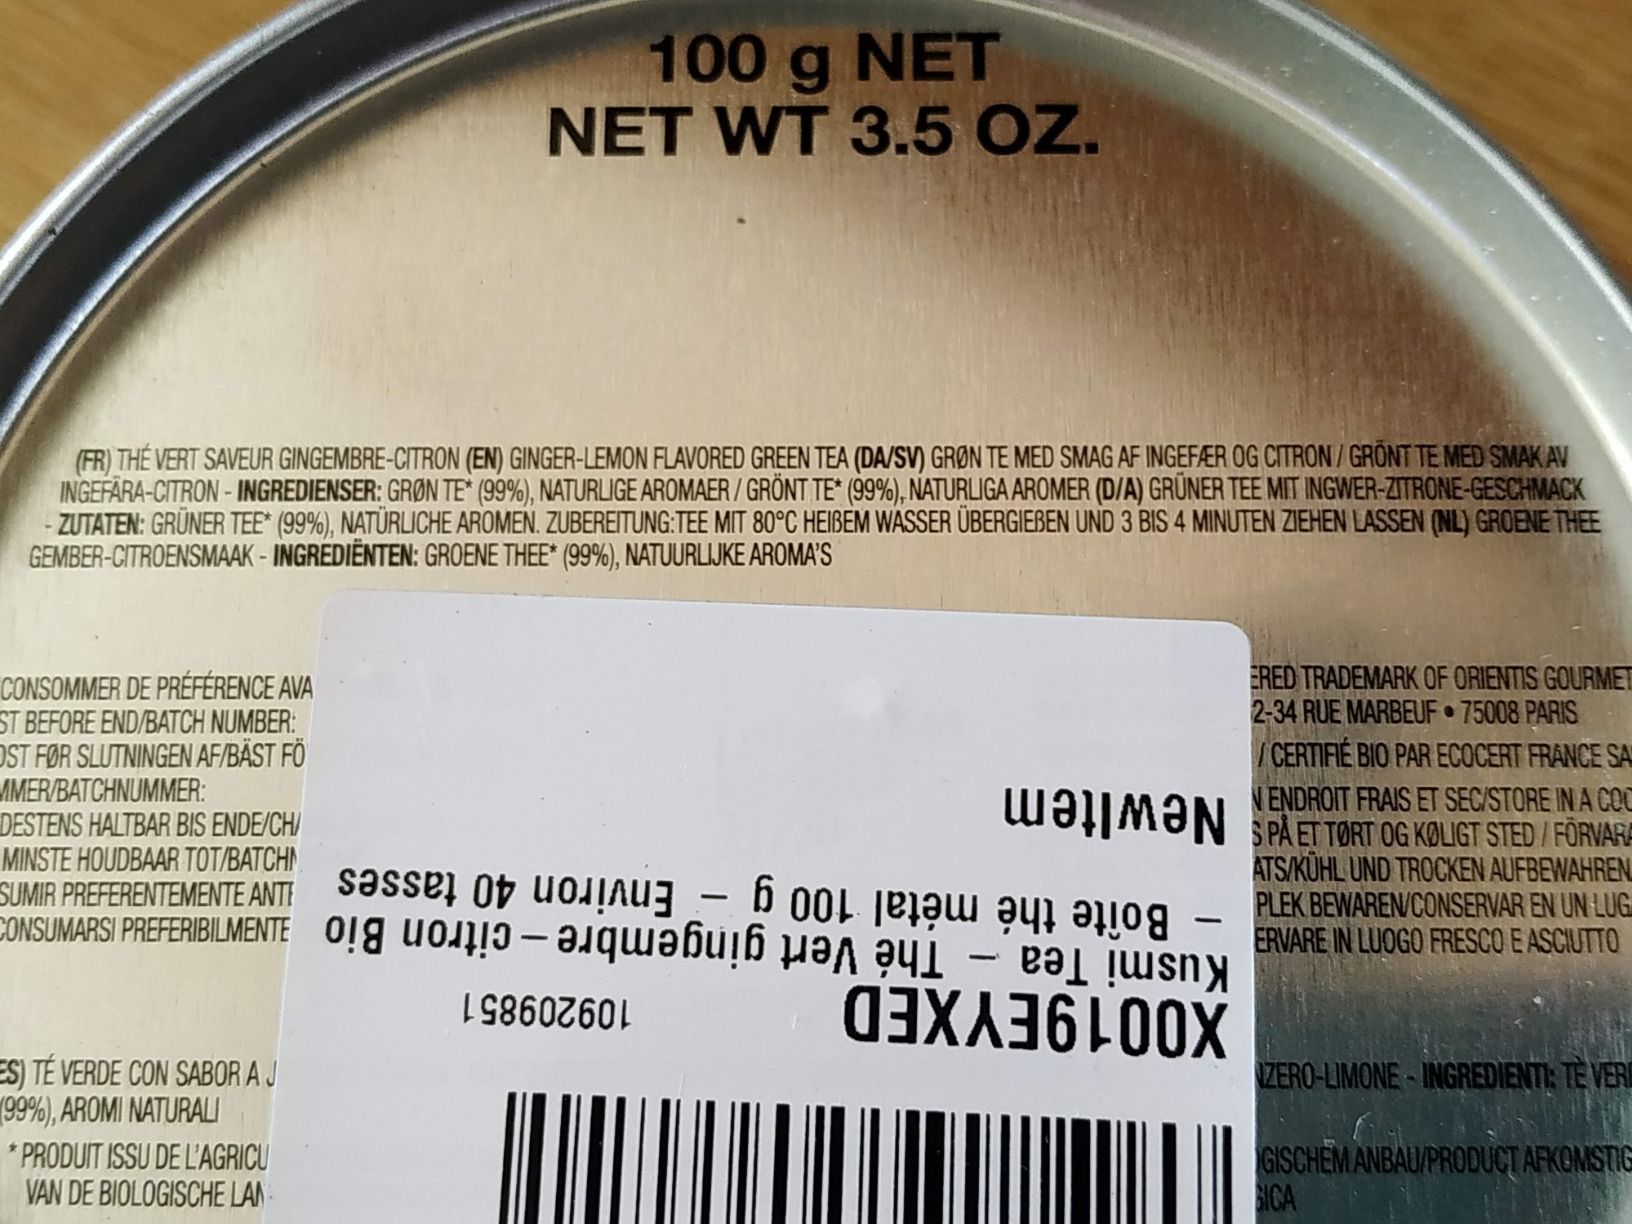 100 g NET
NET WT 3.5 OZ.
(FR) THÉ VERT SAVEUR GINGEMBRE-CITRON (EN) GINGER-LEMON FLAVORED GREEN TEA (DA/SV) GRØN TE MED SMAG AF INGEFÆR OG CITRON / GRÖNT TE MED SMAK AV
INGEFÄRA-CITRON - INGREDIENSER: GRØN TE* (99%), NATURLIGE AROMAER / GRÖNT TE* (99%), NATURLIGA AROMER (D/A) GRÜNER TEE MIT INGWER-ZITRONE-GESCHMACK
- ZUTATEN: GRÜNER TEE* (99%), NATÜRLICHE AROMEN. ZUBEREITUNG:TEE MIT 80°C HEIßEM WASSER ÜBERGIEßEN UND 3 BIS 4 MINUTEN ZIEHEN LASSEN (NL) GROENE THEE
GEMBER-CITROENSMAAK - INGREDIËNTEN: GROENE THEE* (99%), NATUURLIJKE AROMA'S
CONSOMMER DE PRÉFÉRENCE AVA
ST BEFORE END/BATCH NUMBER:
OST FØR SLUTNINGEN AF/BÄST FÖ
MMER/BATCHNUMMER:
DESTENS HALTBAR BIS ENDE/CHA
MINSTE HOUDBAAR TOT/BATCHN
SUMIR PREFERENTEMENTE ANTE
CONSUMARSI PREFERIBILMENTE
ES) TÉ VERDE CON SABOR A J
(99%), AROMI NATURALI
* PRODUIT ISSU DE L'AGRICU
VAN DE BIOLOGISCHE LAN
ERED TRADEMARK OF ORIENTIS GOURMET
2-34 RUE MARBEUF • 75008 PARIS
/ CERTIFIÉ BIO PAR ECOCERT FRANCE SA
N ENDROIT FRAIS ET SEC/STORE IN A COO
S PÅ ET TØRT OG KØLIGT STED / FÖRVARA
ATS/KÜHL UND TROCKEN AUFBEWAHREN
PLEK BEWAREN/CONSERVAR EN UN LUGA
ERVARE IN LUOGO FRESCO E ASCIUTTO
NZERO-LIMONE - INGREDIENTI: TÈ VERD
OGISCHEM ANBAU/PRODUCT AFKOMSTIG
GICA
X0019EYXED 109209851
Kusmi Tea – Thé Vert gingembre – citron Bio
– Boîte thé métal 100 g – Environ 40 tasses
NewItem